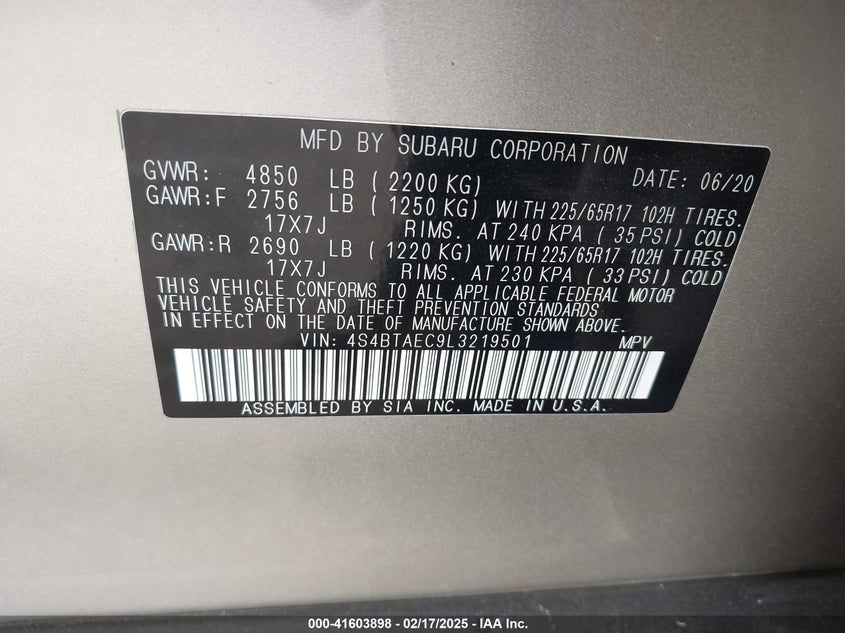 MFD BY SUBARU CORPORATION
GVWR: 4850 LB ( 2200 KG) DATE: 06/20
GAWR:F 2756 LB ( 1250 KG) WITH 225/65R17 102H TIRES.
17X7J RIMS. AT 240 KPA ( 35 PSI) COLD
GAWR:R 2690 LB ( 1220 KG) WITH 225/65R17 102H TIRES.
17X7J RIMS. AT 230 KPA ( 33 PSI) COLD
THIS VEHICLE CONFORMS TO ALL APPLICABLE FEDERAL MOTOR
VEHICLE SAFETY AND THEFT PREVENTION STANDARDS
IN EFFECT ON THE DATE OF MANUFACTURE SHOWN ABOVE.
VIN: 4S4BTAEC9L3219501 MPV
ASSEMBLED BY SIA INC. MADE IN U.S.A.
000-41603898 - 02/17/2025 - IAA Inc.